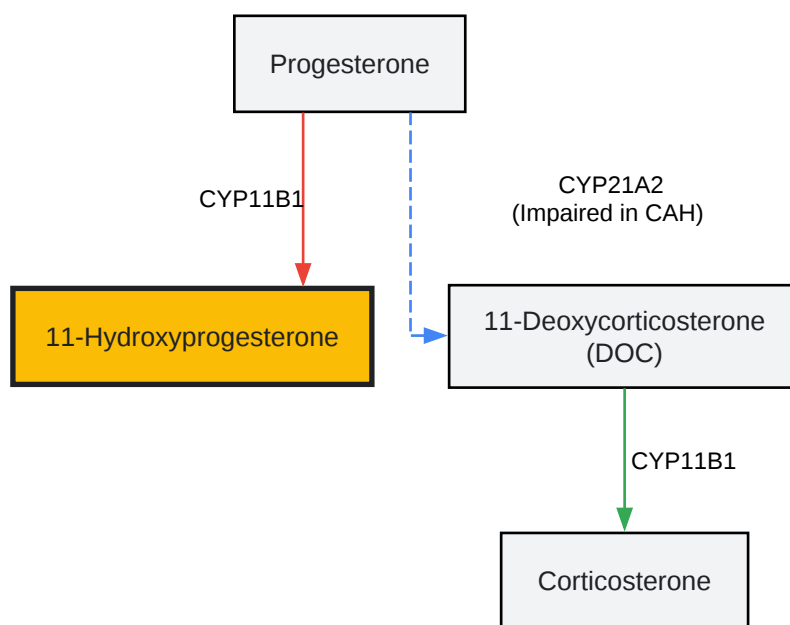 Progesterone
CYP11B1
CYP21A2
(Impaired in CAH)
11-Hydroxyprogesterone
11-Deoxycorticosterone
(DOC)
CYP11B1
Corticosterone